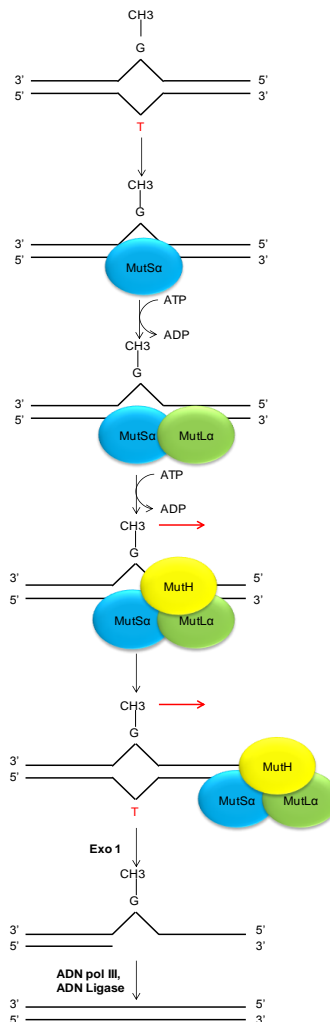 CH3
G
3' 5'
5' 3'
T
CH3
G
3' 5'
5' 3'
MutSα
ATP
ADP
CH3
G
3' 5'
5' 3'
MutSα MutLα
ATP
ADP
CH3
G
3' 5'
MutH
5' 3'
MutSα MutLα
CH3
G
3' 5'
MutH
5' 3'
MutSα MutLα
T
Exo 1
CH3
G
3' 5'
5' 3'
ADN pol III,
ADN Ligase
3' 5'
5' 3'